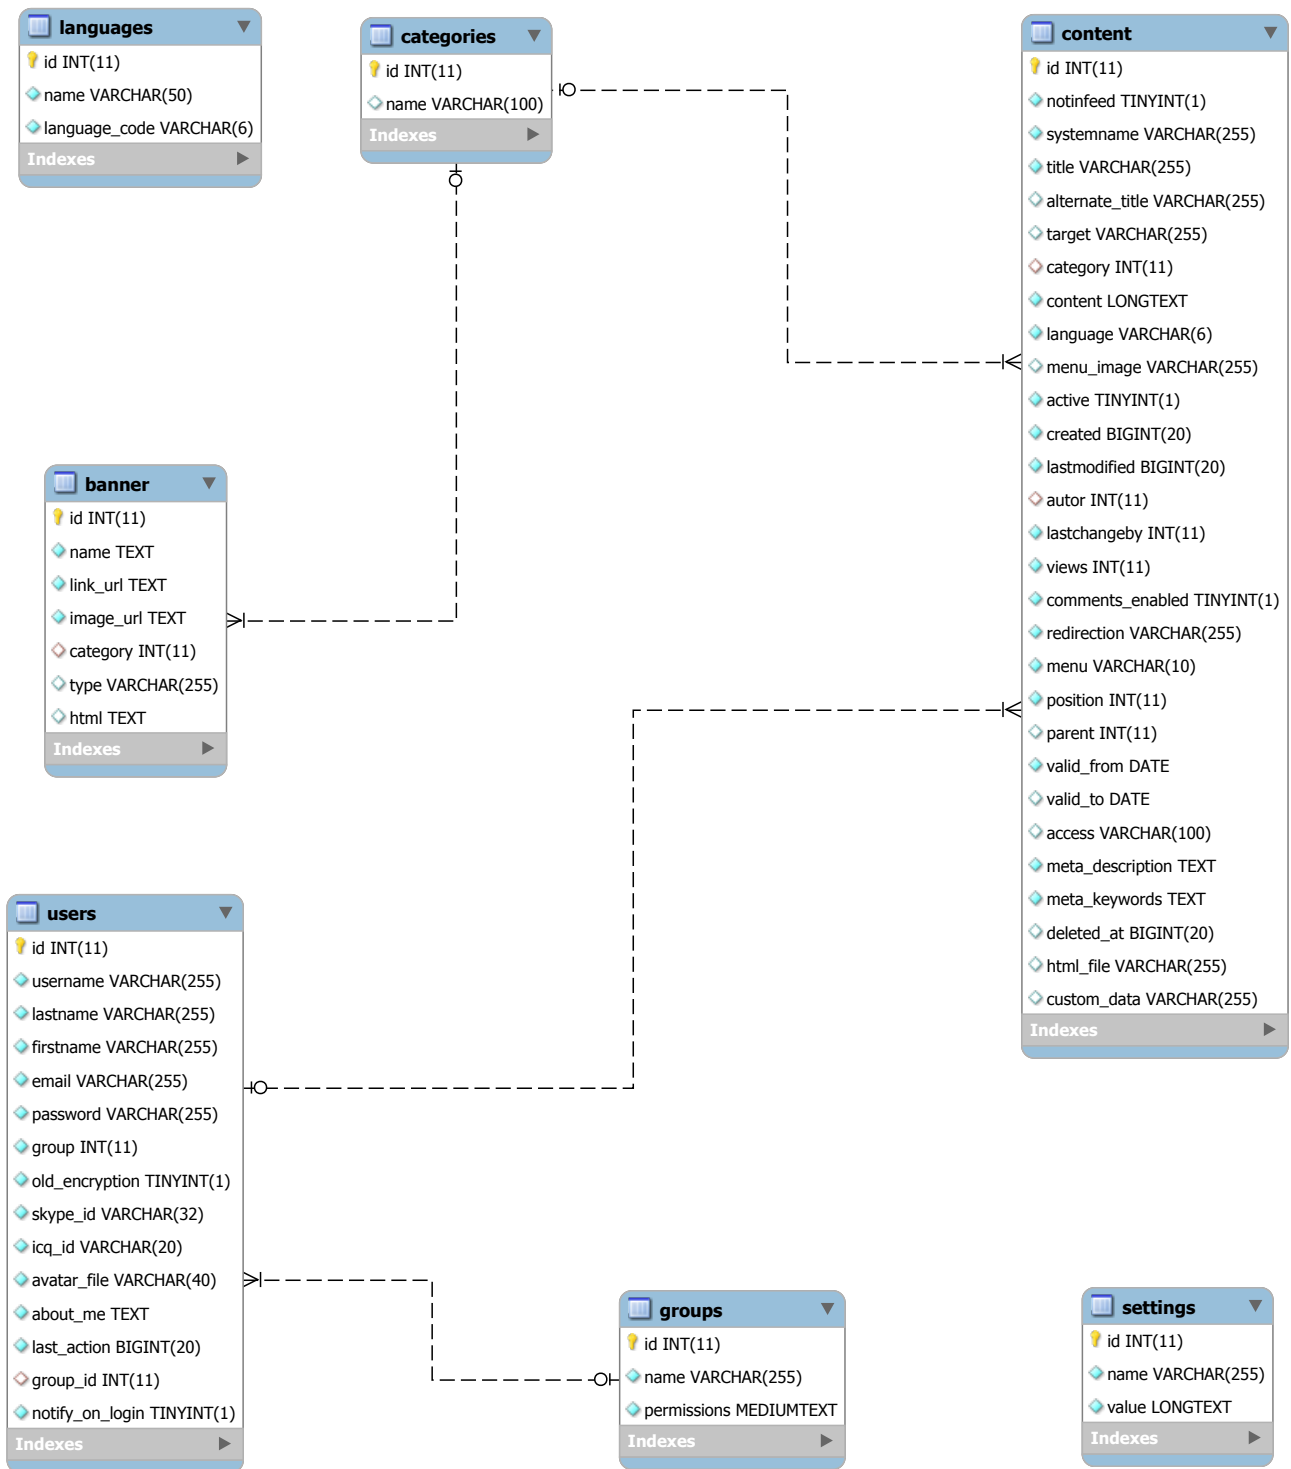 languages
id INT(11)
name VARCHAR(50)
language_code VARCHAR(6)
Indexes
categories
id INT(11)
name VARCHAR(100)
Indexes
content
id INT(11)
notinfeed TINYINT(1)
systemname VARCHAR(255)
title VARCHAR(255)
alternate_title VARCHAR(255)
target VARCHAR(255)
category INT(11)
content LONGTEXT
language VARCHAR(6)
menu_image VARCHAR(255)
active TINYINT(1)
created BIGINT(20)
lastmodified BIGINT(20)
autor INT(11)
lastchangeby INT(11)
views INT(11)
comments_enabled TINYINT(1)
redirection VARCHAR(255)
menu VARCHAR(10)
position INT(11)
parent INT(11)
valid_from DATE
valid_to DATE
access VARCHAR(100)
meta_description TEXT
meta_keywords TEXT
deleted_at BIGINT(20)
html_file VARCHAR(255)
custom_data VARCHAR(255)
Indexes
banner
id INT(11)
name TEXT
link_url TEXT
image_url TEXT
category INT(11)
type VARCHAR(255)
html TEXT
Indexes
users
id INT(11)
username VARCHAR(255)
lastname VARCHAR(255)
firstname VARCHAR(255)
email VARCHAR(255)
password VARCHAR(255)
group INT(11)
old_encryption TINYINT(1)
skype_id VARCHAR(32)
icq_id VARCHAR(20)
avatar_file VARCHAR(40)
about_me TEXT
last_action BIGINT(20)
group_id INT(11)
notify_on_login TINYINT(1)
Indexes
groups
id INT(11)
name VARCHAR(255)
permissions MEDIUMTEXT
Indexes
settings
id INT(11)
name VARCHAR(255)
value LONGTEXT
Indexes